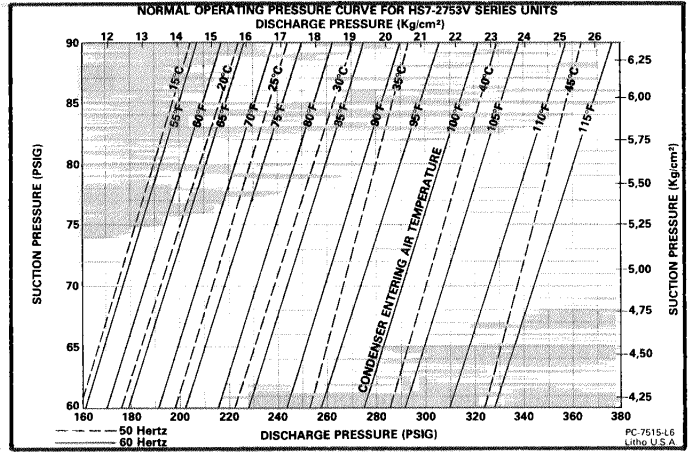 NORMAL OPERATING PRESSURE CURVE FOR HS7-2753V SERIES UNITS
DISCHARGE PRESSURE (Kg/cm²)
12 13 14 15 16 17 18 19 20 21 22 23 24 25 26
90 85 80 75 70 65 60
SUCTION PRESSURE (PSIG)
15°C 20°C 25°C 30°C 35°C 40°C 45°C
55°F 60°F 65°F 70°F 75°F 80°F 85°F 90°F 95°F 100°F 105°F 110°F 115°F
CONDENSER ENTERING AIR TEMPERATURE
6,25 6,00 5,75 5,50 5,25 5,00 4,75 4,50 4,25
SUCTION PRESSURE (Kg/cm²)
160 180 200 220 240 260 280 300 320 340 360 380
DISCHARGE PRESSURE (PSIG)
50 Hertz
60 Hertz
PC-7515-L6
Litho U.S.A.